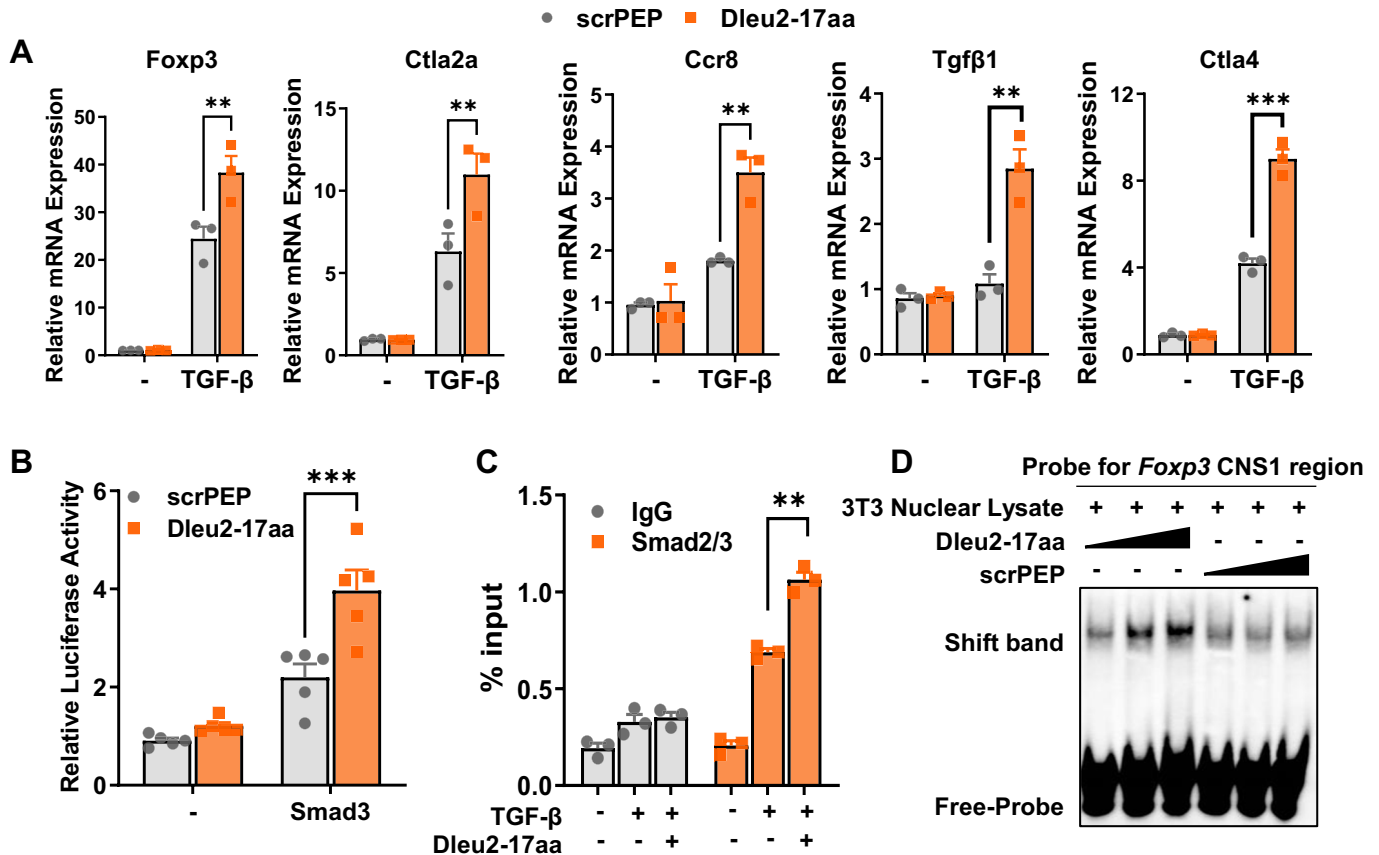 scrPEP Dleu2-17aa
A
Foxp3 Ctla2a Ccr8 Tgfβ1 Ctla4
Relative mRNA Expression
50
40
30
20
10
0
**
- TGF-β
Relative mRNA Expression
15
10
5
0
**
- TGF-β
Relative mRNA Expression
5
4
3
2
1
0
**
- TGF-β
Relative mRNA Expression
4
3
2
1
0
**
- TGF-β
Relative mRNA Expression
12
8
4
0
***
- TGF-β
B
Relative Luciferase Activity
6
4
2
0
scrPEP
Dleu2-17aa
***
- Smad3
C
% input
1.5
1.0
0.5
0.0
IgG
Smad2/3
**
TGF-β - + + - + +
Dleu2-17aa + +
D
Probe for Foxp3 CNS1 region
3T3 Nuclear Lysate + + + + + +
Dleu2-17aa - - -
scrPEP - - -
Shift band
Free-Probe